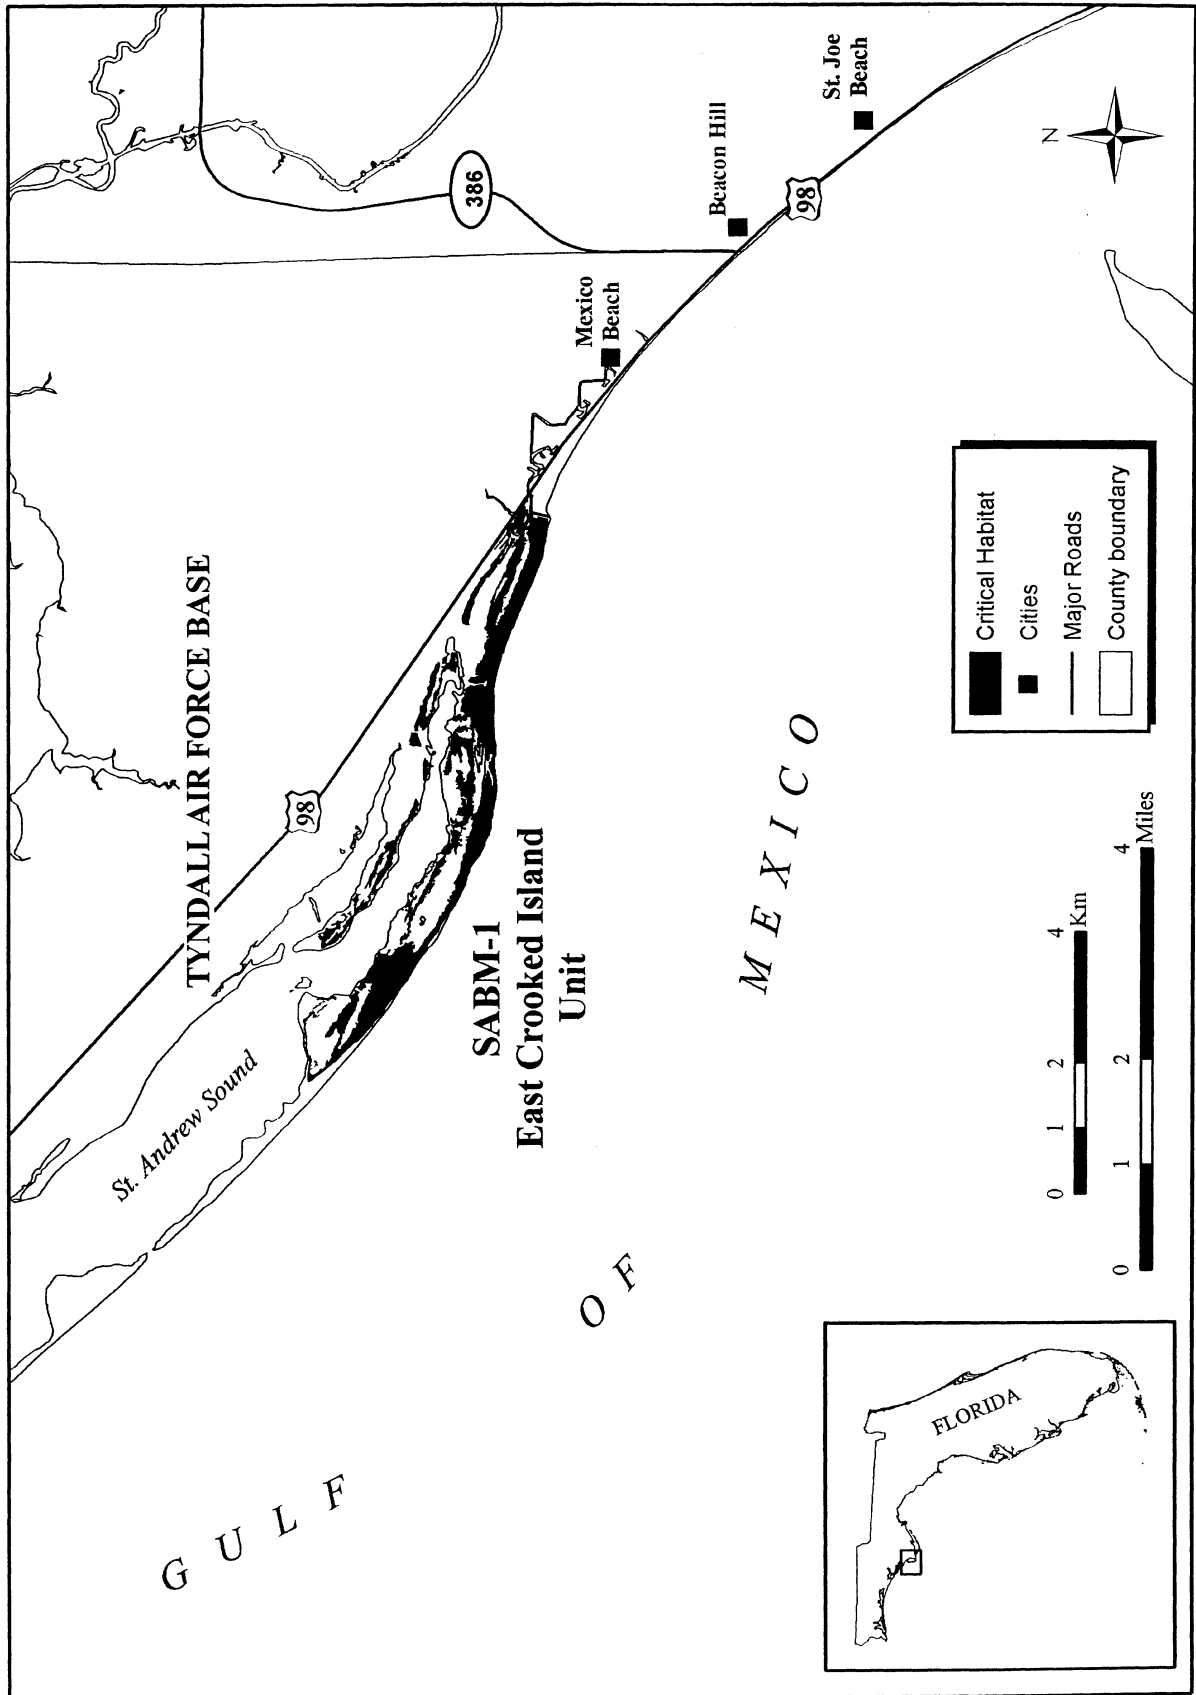 TYNDALL AIR FORCE BASE
St. Andrew Sound
98
386
Mexico
Beach
Beacon Hill
98
St. Joe
Beach
SABM-1
East Crooked Island
Unit
GULF
OF
MEXICO
N
FLORIDA
0 1 2 4
Km
0 1 2 4
Miles
Critical Habitat
Cities
Major Roads
County boundary